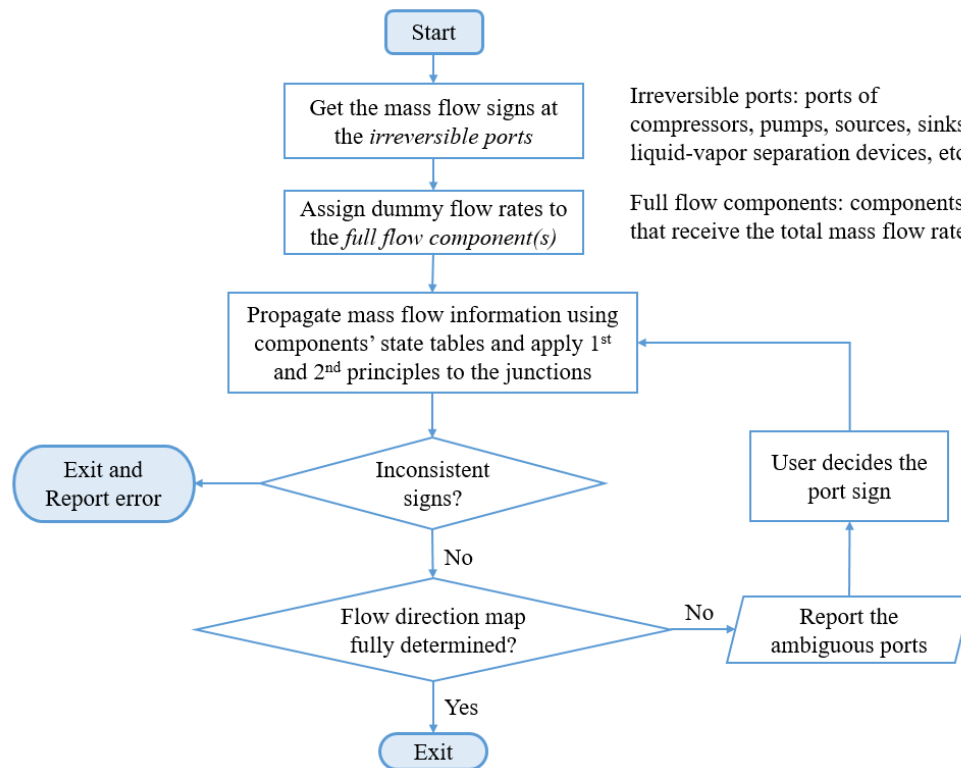 Start
Get the mass flow signs at
the irreversible ports
Irreversible ports: ports of
compressors, pumps, sources, sinks
liquid-vapor separation devices, etc
Assign dummy flow rates to
the full flow component(s)
Full flow components: components
that receive the total mass flow rate
Propagate mass flow information using
components’ state tables and apply 1st
and 2nd principles to the junctions
Inconsistent
signs?
Exit and
Report error
User decides the
port sign
No
Flow direction map
fully determined?
No
Report the
ambiguous ports
Yes
Exit